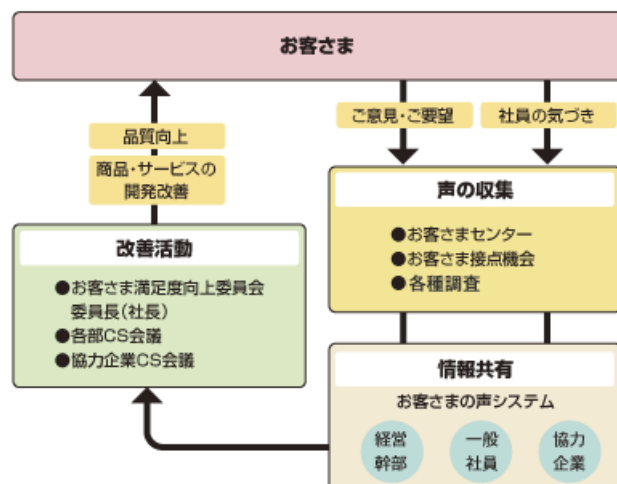 お客さま
品質向上
商品・サービスの
開発改善
ご意見・ご要望
社員の気づき
声の収集
●お客さまセンター
●お客さま接点機会
●各種調査
改善活動
●お客さま満足度向上委員会
委員長(社長)
●各部CS会議
●協力企業CS会議
情報共有
お客さまの声システム
経営
幹部
一般
社員
協力
企業